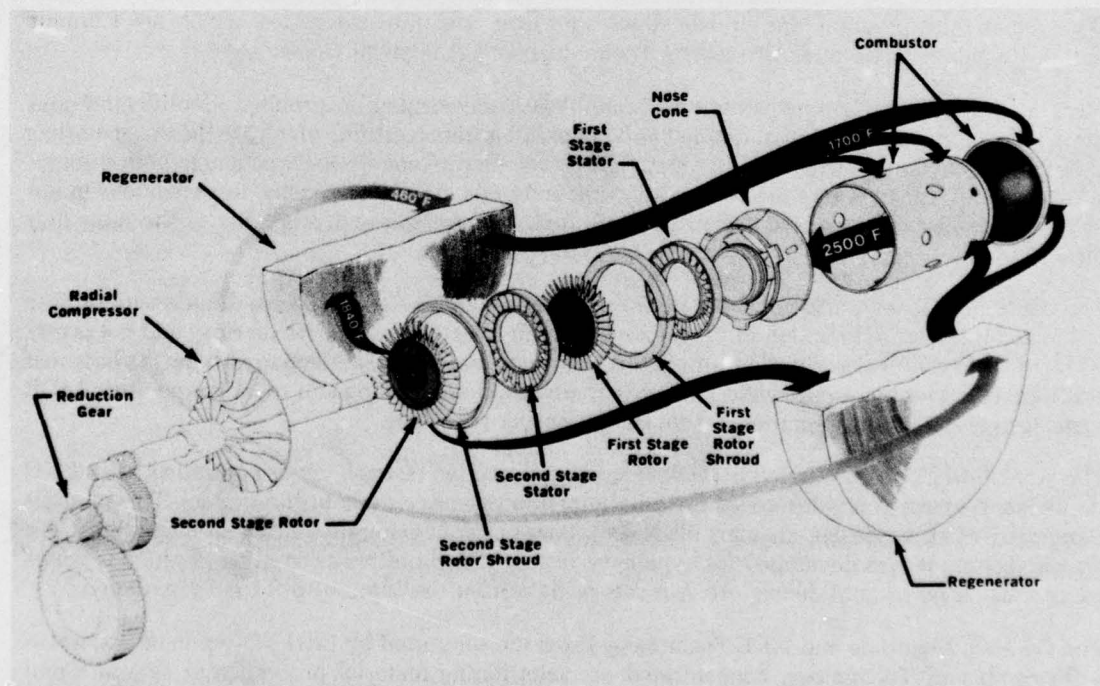 Combustor
Nose
Cone
First
Stage
Stator
1700 F
Regenerator
460°F
2500 F
Radial
Compressor
1840 F
Reduction
Gear
First
Stage
Rotor
Shroud
First Stage
Rotor
Second Stage
Stator
Second Stage Rotor
Second Stage
Rotor Shroud
Regenerator